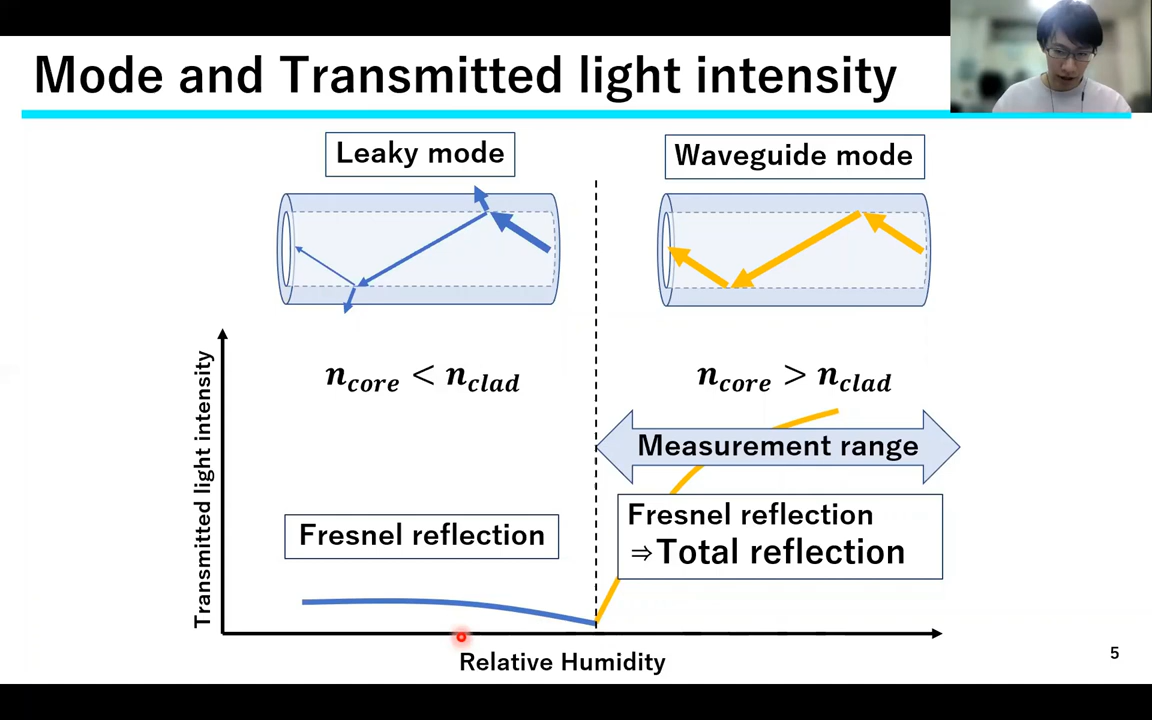 Mode and Transmitted light intensity
Leaky mode
Waveguide mode
n_core < n_clad
n_core > n_clad
Measurement range
Fresnel reflection
Fresnel reflection
⇒Total reflection
Transmitted light intensity
Relative Humidity
5